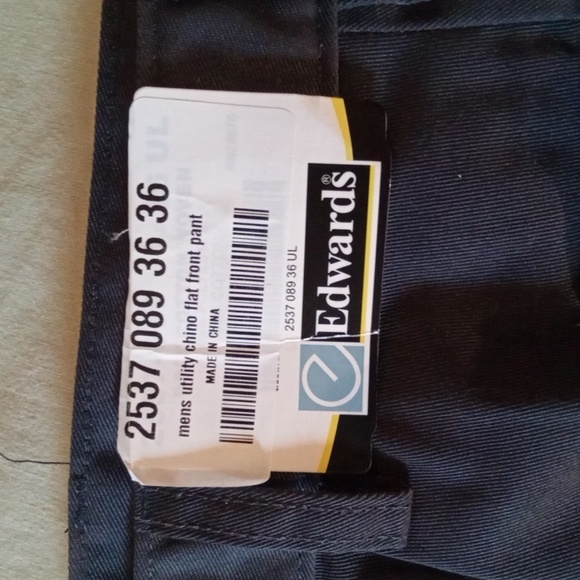 2537 089 36 36
mens utility chino flat front pant
MADE IN CHINA
2537 089 36 UL
Edwards®